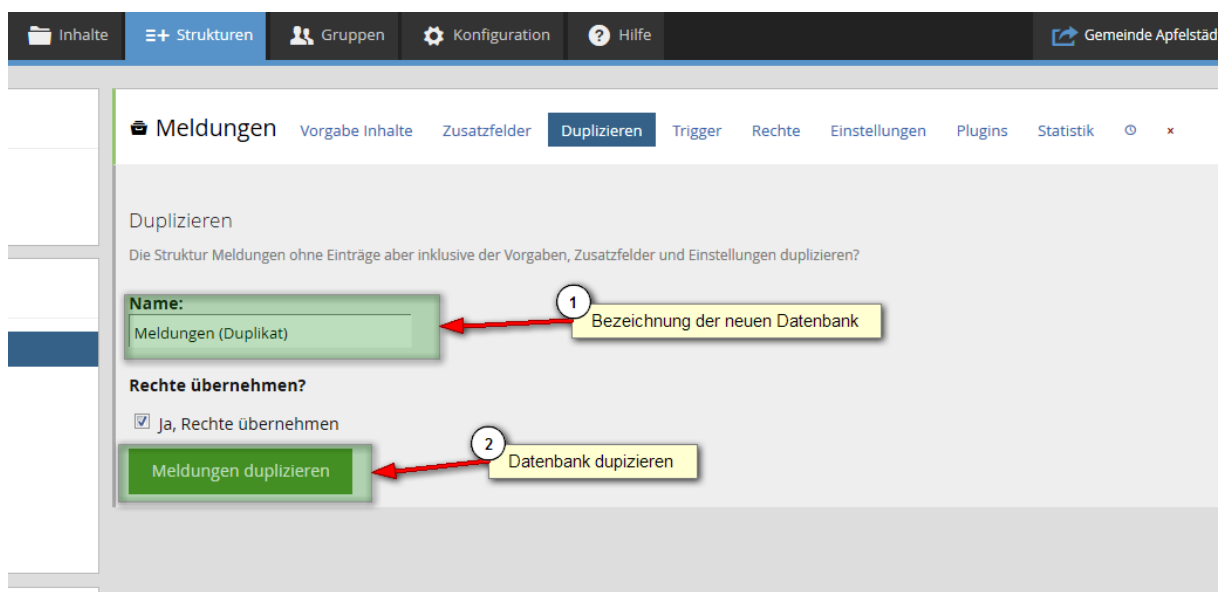 Inhalte Strukturen Gruppen Konfiguration ? Hilfe Gemeinde Apfelstäd
Meldungen Vorgabe Inhalte Zusatzfelder Duplizieren Trigger Rechte Einstellungen Plugins Statistik x
Duplizieren
Die Struktur Meldungen ohne Einträge aber inklusive der Vorgaben, Zusatzfelder und Einstellungen duplizieren?
Name:
1
Bezeichnung der neuen Datenbank
Meldungen (Duplikat)
Rechte übernehmen?
Ja, Rechte übernehmen
2
Datenbank dupizieren
Meldungen duplizieren